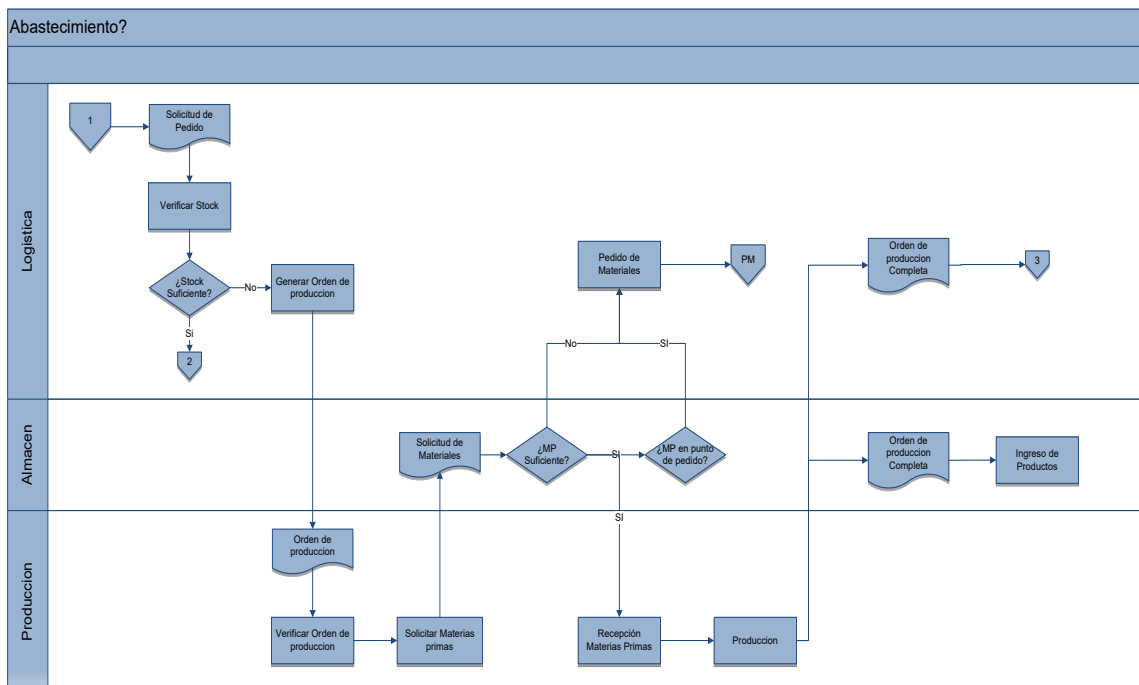 Abastecimiento?
Logistica
1
Solicitud de
Pedido
Verificar Stock
¿Stock
Suficiente?
No
Generar Orden de
produccion
Si
2
Pedido de
Materiales
PM
Orden de
produccion
Completa
3
No
SI
Almacen
Solicitud de
Materiales
¿MP
Suficiente?
SI
¿MP en punto
de pedido?
Orden de
produccion
Completa
Ingreso de
Productos
SI
Produccion
Orden de
produccion
Verificar Orden de
produccion
Solicitar Materias
primas
Recepción
Materias Primas
Produccion